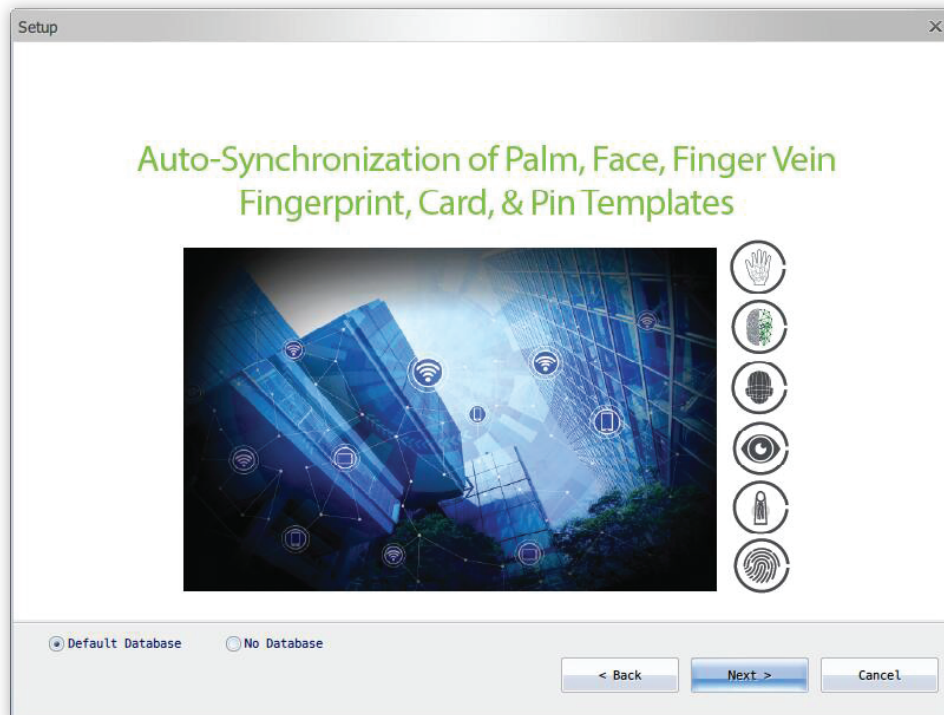 Setup
Auto-Synchronization of Palm, Face, Finger Vein
Fingerprint, Card, & Pin Templates
Default Database
No Database
< Back
Next >
Cancel